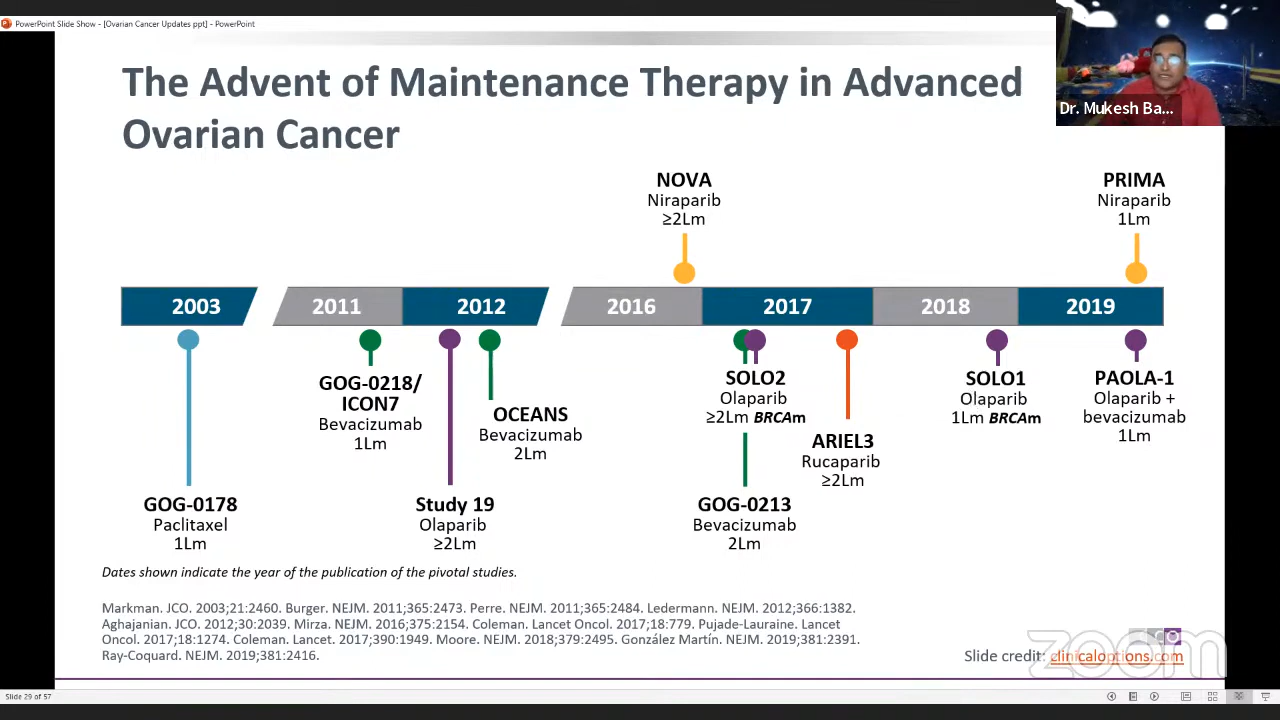 PowerPoint Slide Show - [Ovarian Cancer Updates ppt] - PowerPoint
Dr. Mukesh Ba...
The Advent of Maintenance Therapy in Advanced
Ovarian Cancer
NOVA
Niraparib
≥2Lm
PRIMA
Niraparib
1Lm
2003
2011
2012
2016
2017
2018
2019
GOG-0178
Paclitaxel
1Lm
GOG-0218/
ICON7
Bevacizumab
1Lm
Study 19
Olaparib
≥2Lm
OCEANS
Bevacizumab
2Lm
SOLO2
Olaparib
≥2Lm BRCAm
GOG-0213
Bevacizumab
2Lm
ARIEL3
Rucaparib
≥2Lm
SOLO1
Olaparib
1Lm BRCAm
PAOLA-1
Olaparib +
bevacizumab
1Lm
Dates shown indicate the year of the publication of the pivotal studies.
Markman. JCO. 2003;21:2460. Burger. NEJM. 2011;365:2473. Perre. NEJM. 2011;365:2484. Ledermann. NEJM. 2012;366:1382.
Aghajanian. JCO. 2012;30:2039. Mirza. NEJM. 2016;375:2154. Coleman. Lancet Oncol. 2017;18:779. Pujade-Lauraine. Lancet
Oncol. 2017;18:1274. Coleman. Lancet. 2017;390:1949. Moore. NEJM. 2018;379:2495. González Martín. NEJM. 2019;381:2391.
Ray-Coquard. NEJM. 2019;381:2416.
Slide credit: clinicaloptions.com
zoom
Slide 29 of 57